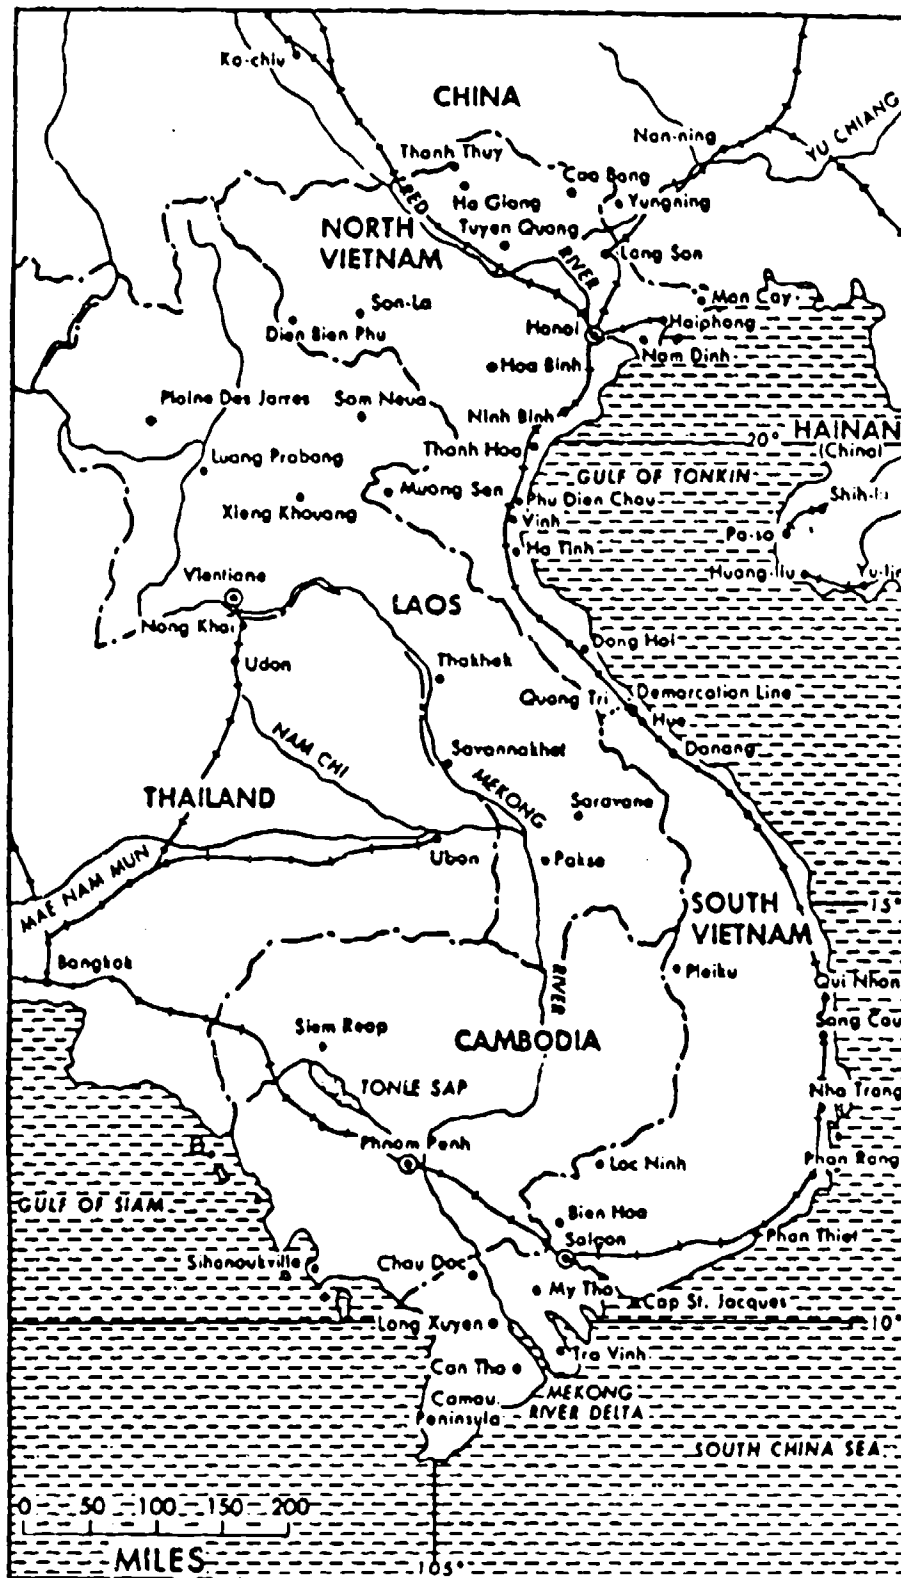 Ko-chiu
CHINA
Nan-ning
YU CHIANG
Thanh Thuy
Cao Bang
RED
Ha Giang
Yungning
NORTH
VIETNAM
Tuyen Quang
Lang Son
RIVER
Son-La
Mon Cay
Hanoi
Haiphong
Dien Bien Phu
Nam Dinh
Hoa Binh
Plaine Des Jarres
Sam Neua
Ninh Binh
20°
HAINAN
(China)
Thanh Hoa
Luang Prabang
GULF OF TONKIN
Muong Sen
Phu Dien Chau
Xieng Khouang
Vinh
Pa-so
Ha Tinh
Vientiane
Huang-liu
Yu-lin
LAOS
Nong Khai
Dong Hoi
Udon
Thakhek
Quang Tri
Demarcation Line
Hue
NAM CHI
Savannakhet
Danang
MEKONG
THAILAND
Saravane
Ubon
Pakse
MAE NAM MUN
SOUTH
VIETNAM
15°
Bangkok
Pleiku
RIVER
Qui Nhon
Siem Reap
CAMBODIA
Song Cau
TONLE SAP
Nha Trang
Phnom Penh
Loc Ninh
Phan Rang
GULF OF SIAM
Bien Hoa
Saigon
Phan Thiet
Sihanoukville
Chau Doc
My Tho
Cap St. Jacques
Long Xuyen
10°
Tra Vinh
Can Tho
Camau
Peninsula
MEKONG
RIVER DELTA
SOUTH CHINA SEA
0 50 100 150 200
MILES
105°